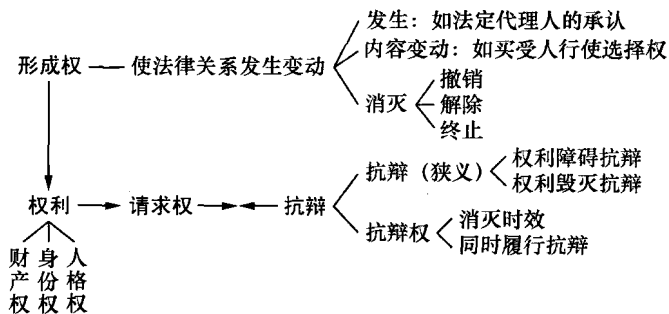 发生：如法定代理人的承认
形成权
使法律关系发生变动
内容变动：如买受人行使选择权
消灭
撤销
解除
终止
权利
请求权
抗辩
抗辩（狭义）
权利障碍抗辩
权利毁灭抗辩
抗辩权
消灭时效
同时履行抗辩
财产权
身份权
人格权